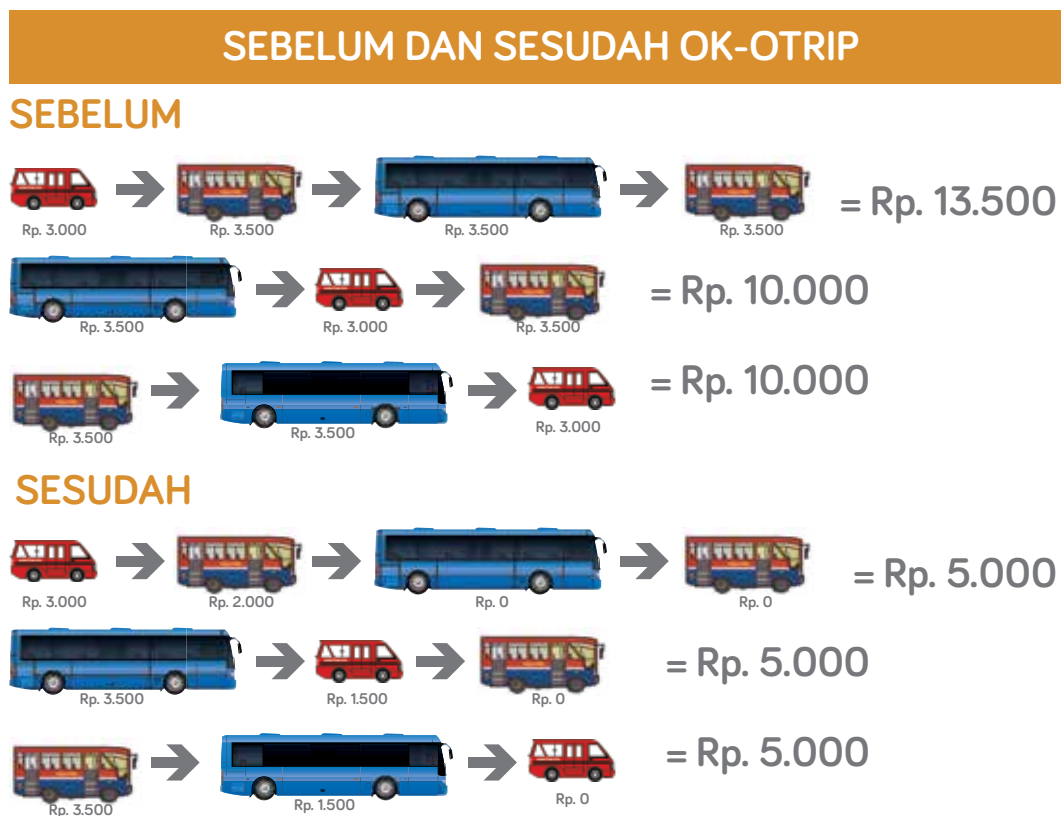 SEBELUM DAN SESUDAH OK-OTRIP
SEBELUM
Rp. 3.000 Rp. 3.500 Rp. 3.500 Rp. 3.500 = Rp. 13.500
Rp. 3.500 Rp. 3.000 Rp. 3.500 = Rp. 10.000
Rp. 3.500 Rp. 3.500 Rp. 3.000 = Rp. 10.000
SESUDAH
Rp. 3.000 Rp. 2.000 Rp. 0 Rp. 0 = Rp. 5.000
Rp. 3.500 Rp. 1.500 Rp. 0 = Rp. 5.000
Rp. 3.500 Rp. 1.500 Rp. 0 = Rp. 5.000